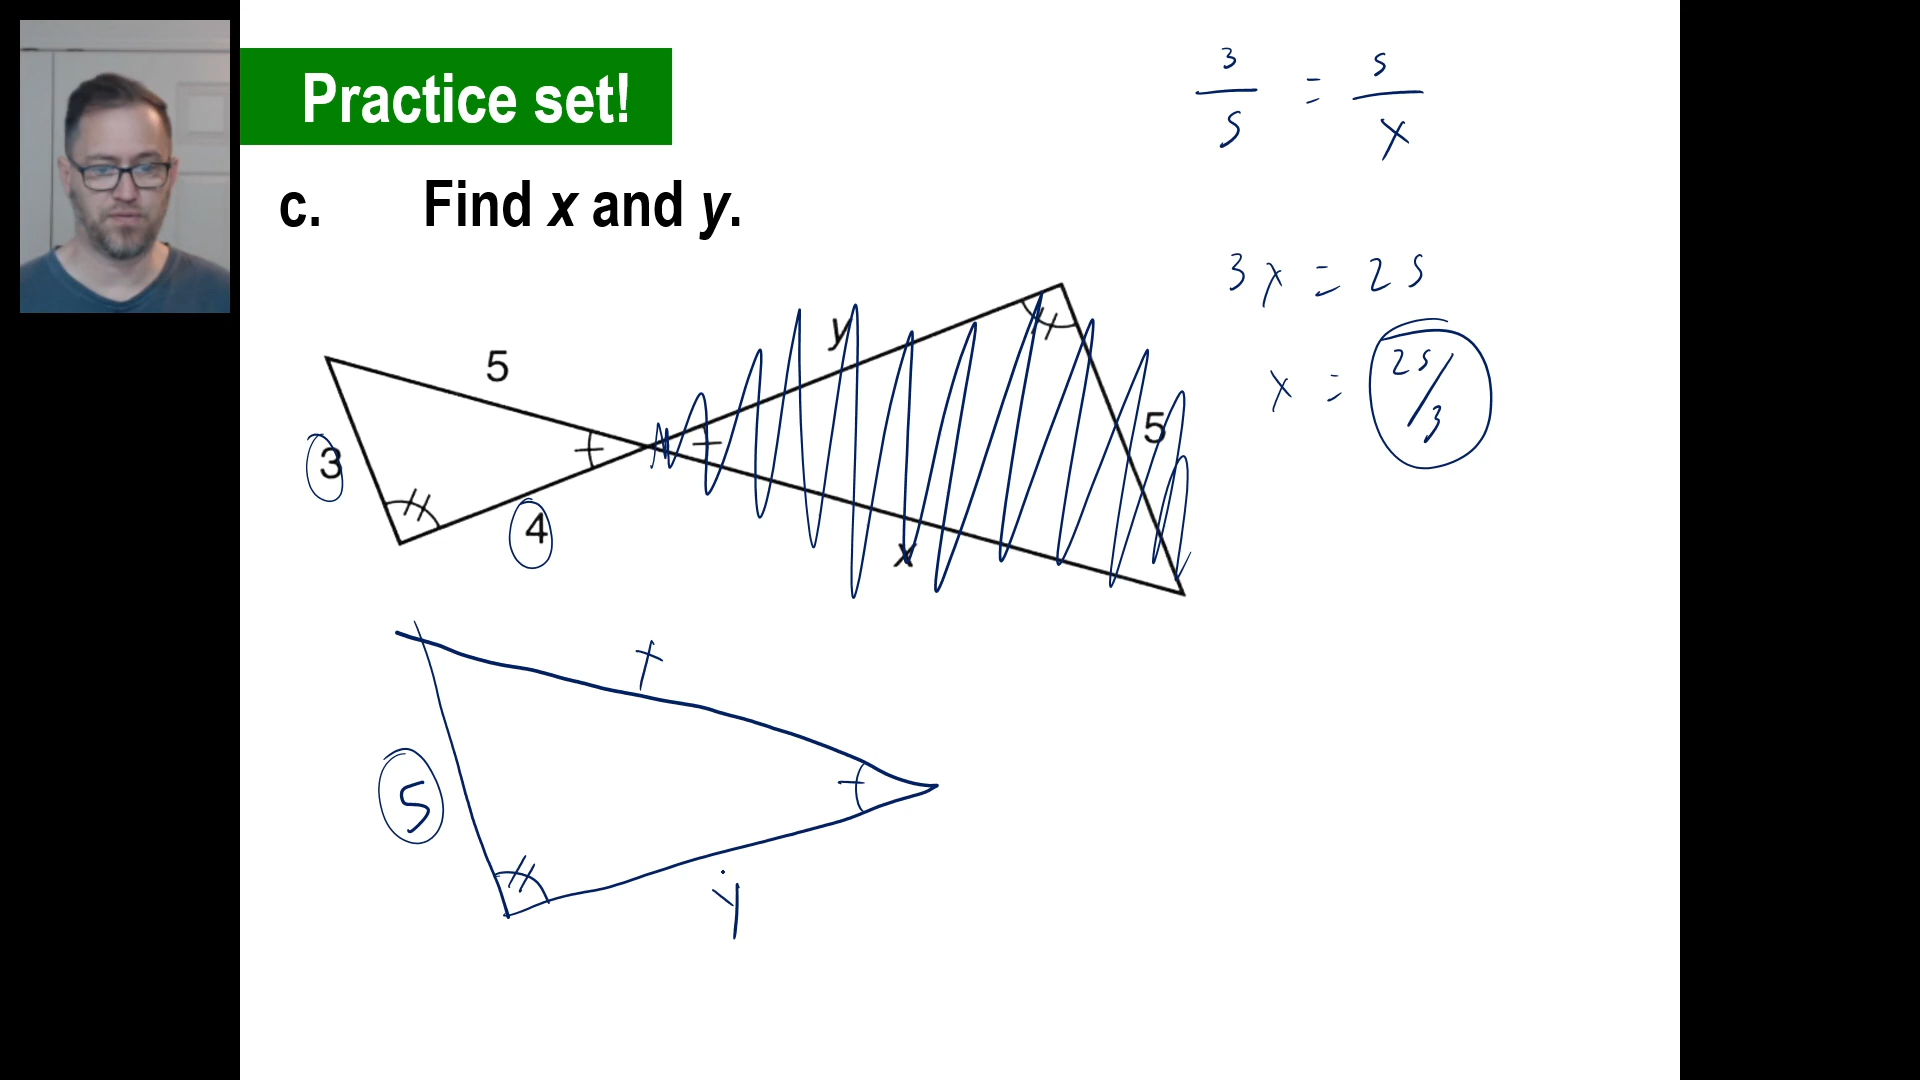 Practice set!
c. Find x and y.
3/5 = 5/x
3x = 25
x = 25/3
5
y
3
4
5
x
x
5
y